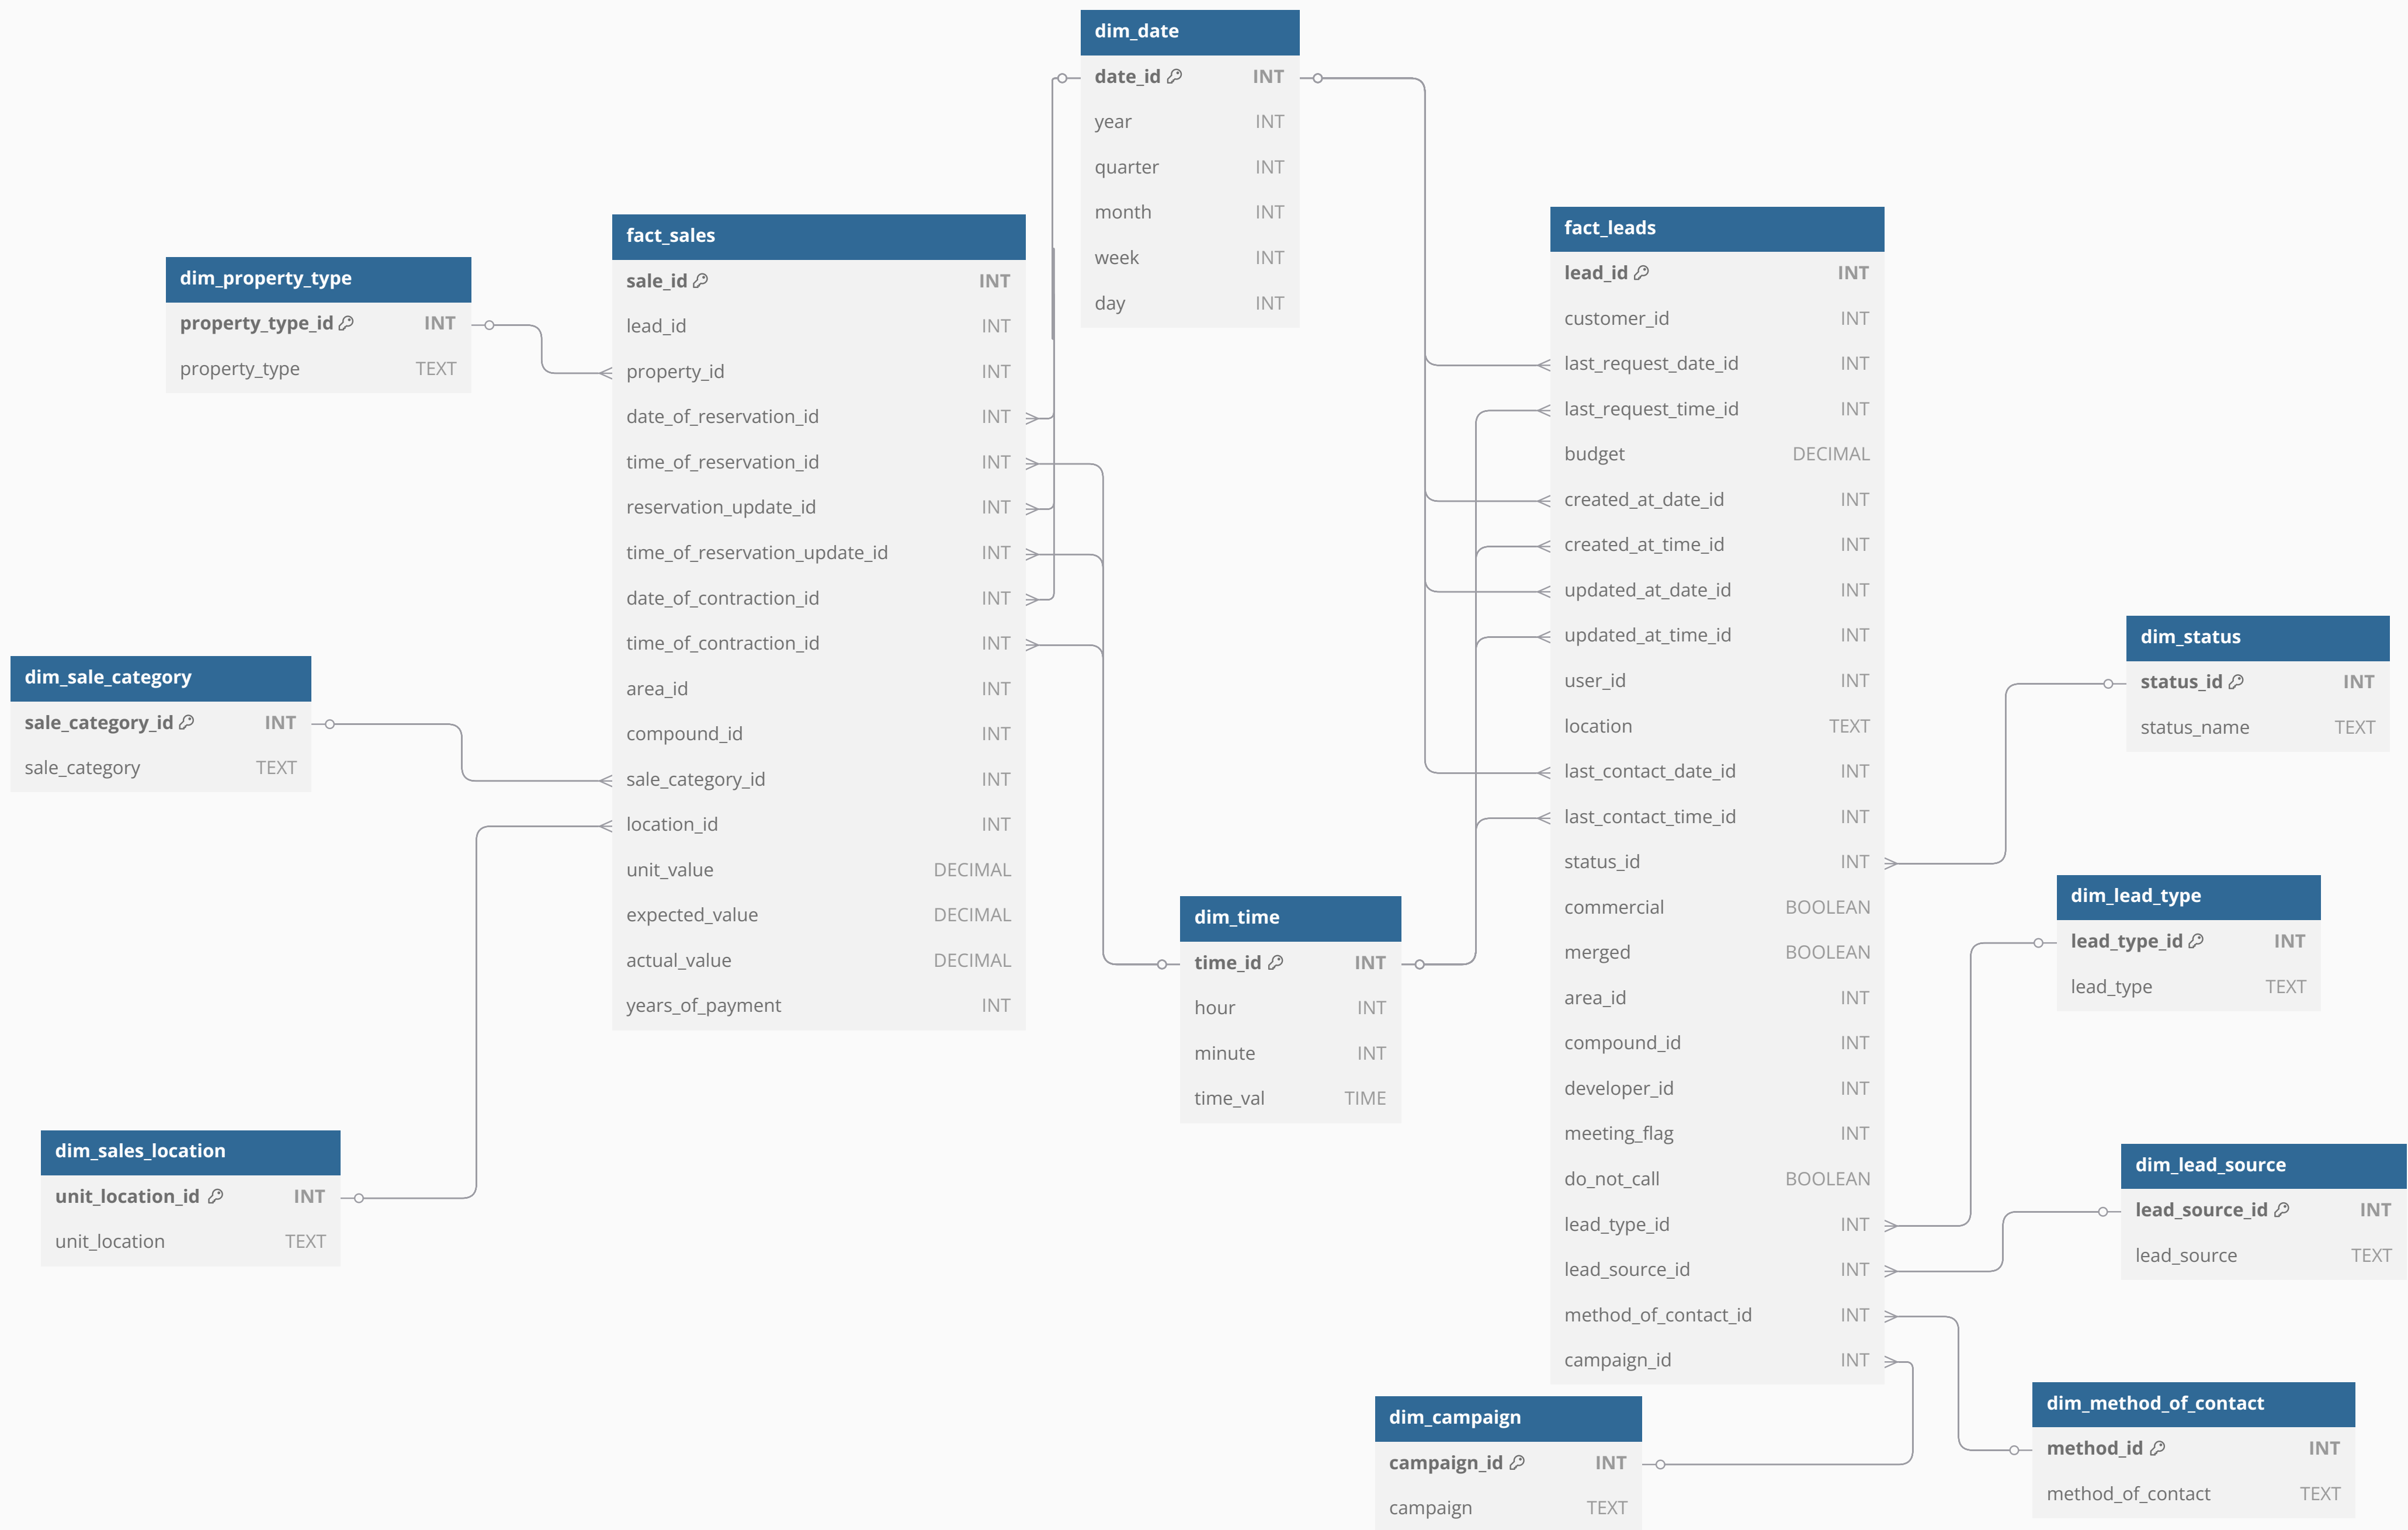 dim_date
date_id INT
year INT
quarter INT
month INT
week INT
day INT
fact_sales
sale_id INT
lead_id INT
property_id INT
date_of_reservation_id INT
time_of_reservation_id INT
reservation_update_id INT
time_of_reservation_update_id INT
date_of_contraction_id INT
time_of_contraction_id INT
area_id INT
compound_id INT
sale_category_id INT
location_id INT
unit_value DECIMAL
expected_value DECIMAL
actual_value DECIMAL
years_of_payment INT
fact_leads
lead_id INT
customer_id INT
last_request_date_id INT
last_request_time_id INT
budget DECIMAL
created_at_date_id INT
created_at_time_id INT
updated_at_date_id INT
updated_at_time_id INT
user_id INT
location TEXT
last_contact_date_id INT
last_contact_time_id INT
status_id INT
commercial BOOLEAN
merged BOOLEAN
area_id INT
compound_id INT
developer_id INT
meeting_flag INT
do_not_call BOOLEAN
lead_type_id INT
lead_source_id INT
method_of_contact_id INT
campaign_id INT
dim_property_type
property_type_id INT
property_type TEXT
dim_sale_category
sale_category_id INT
sale_category TEXT
dim_sales_location
unit_location_id INT
unit_location TEXT
dim_time
time_id INT
hour INT
minute INT
time_val TIME
dim_status
status_id INT
status_name TEXT
dim_lead_type
lead_type_id INT
lead_type TEXT
dim_lead_source
lead_source_id INT
lead_source TEXT
dim_method_of_contact
method_id INT
method_of_contact TEXT
dim_campaign
campaign_id INT
campaign TEXT